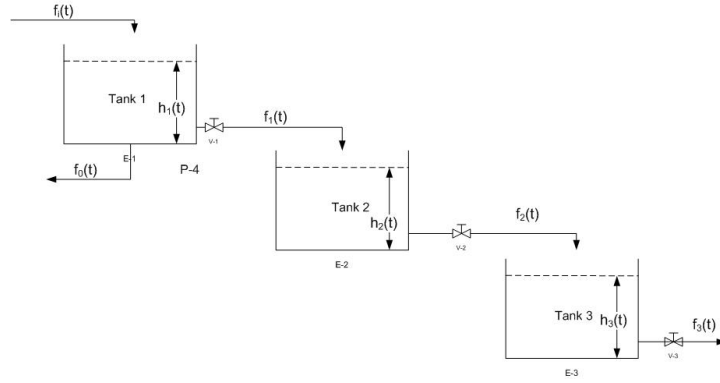 fi(t)
Tank 1
h1(t)
f1(t)
E-1
V-1
f0(t)
P-4
Tank 2
h2(t)
f2(t)
E-2
V-2
Tank 3
h3(t)
f3(t)
V-3
E-3